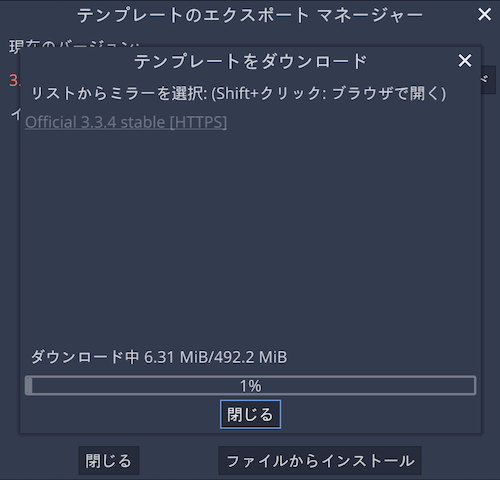 テンプレートのエクスポート マネージャー
現在のバージョン:
テンプレートをダウンロード
3.
ド
リストからミラーを選択: (Shift+クリック: ブラウザで開く)
イ
Official 3.3.4 stable [HTTPS]
ダウンロード中 6.31 MiB/492.2 MiB
1%
閉じる
閉じる
ファイルからインストール